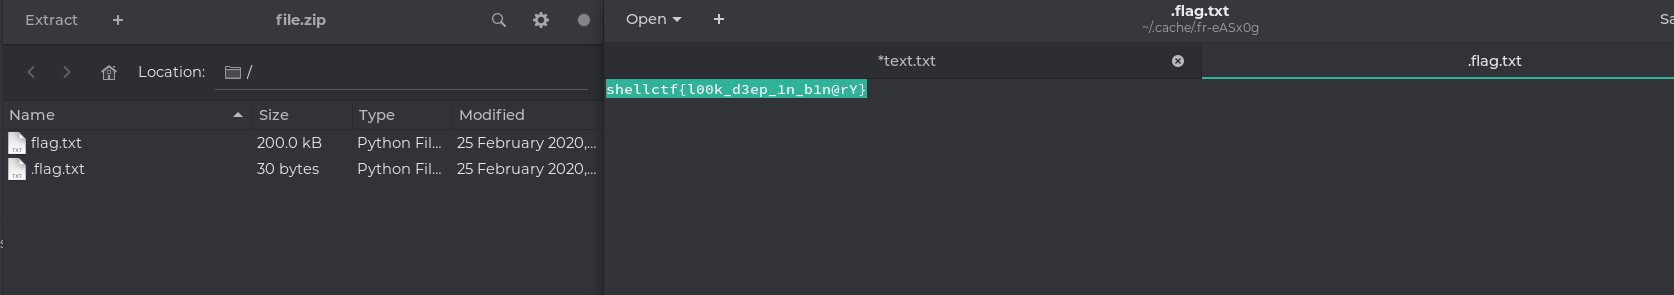 Extract + file.zip
Location: /
Name Size Type Modified
flag.txt 200.0 kB Python Fil... 25 February 2020,...
.flag.txt 30 bytes Python Fil... 25 February 2020,...
Open + .flag.txt
~/.cache/.fr-eASx0g
*text.txt .flag.txt
shellctf{l00k_d3ep_1n_b1n@rY}